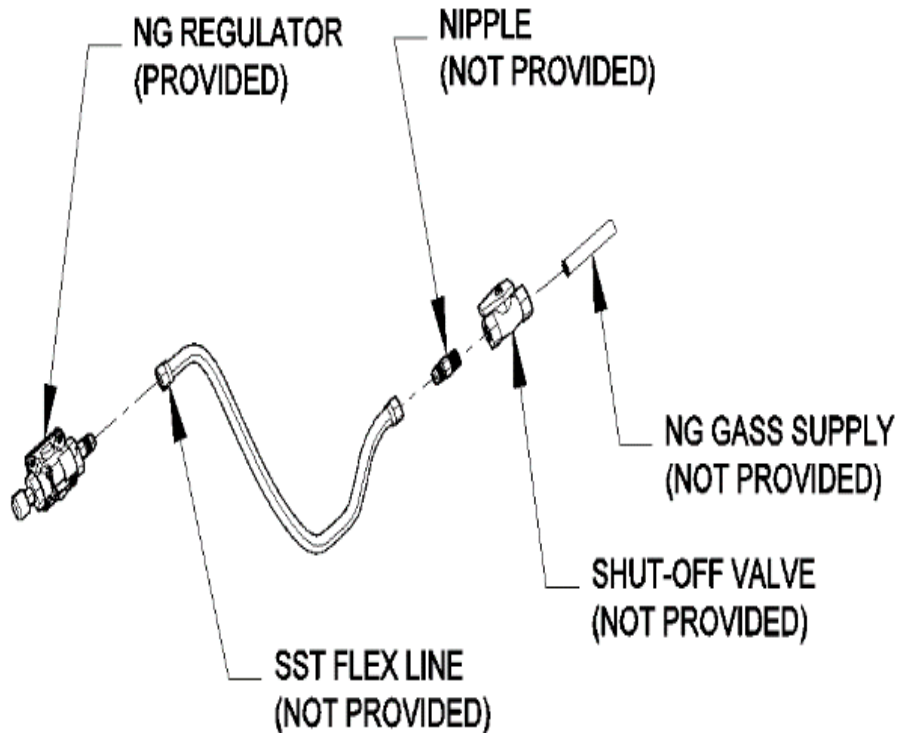 NG REGULATOR
(PROVIDED)
NIPPLE
(NOT PROVIDED)
NG GASS SUPPLY
(NOT PROVIDED)
SHUT-OFF VALVE
(NOT PROVIDED)
SST FLEX LINE
(NOT PROVIDED)